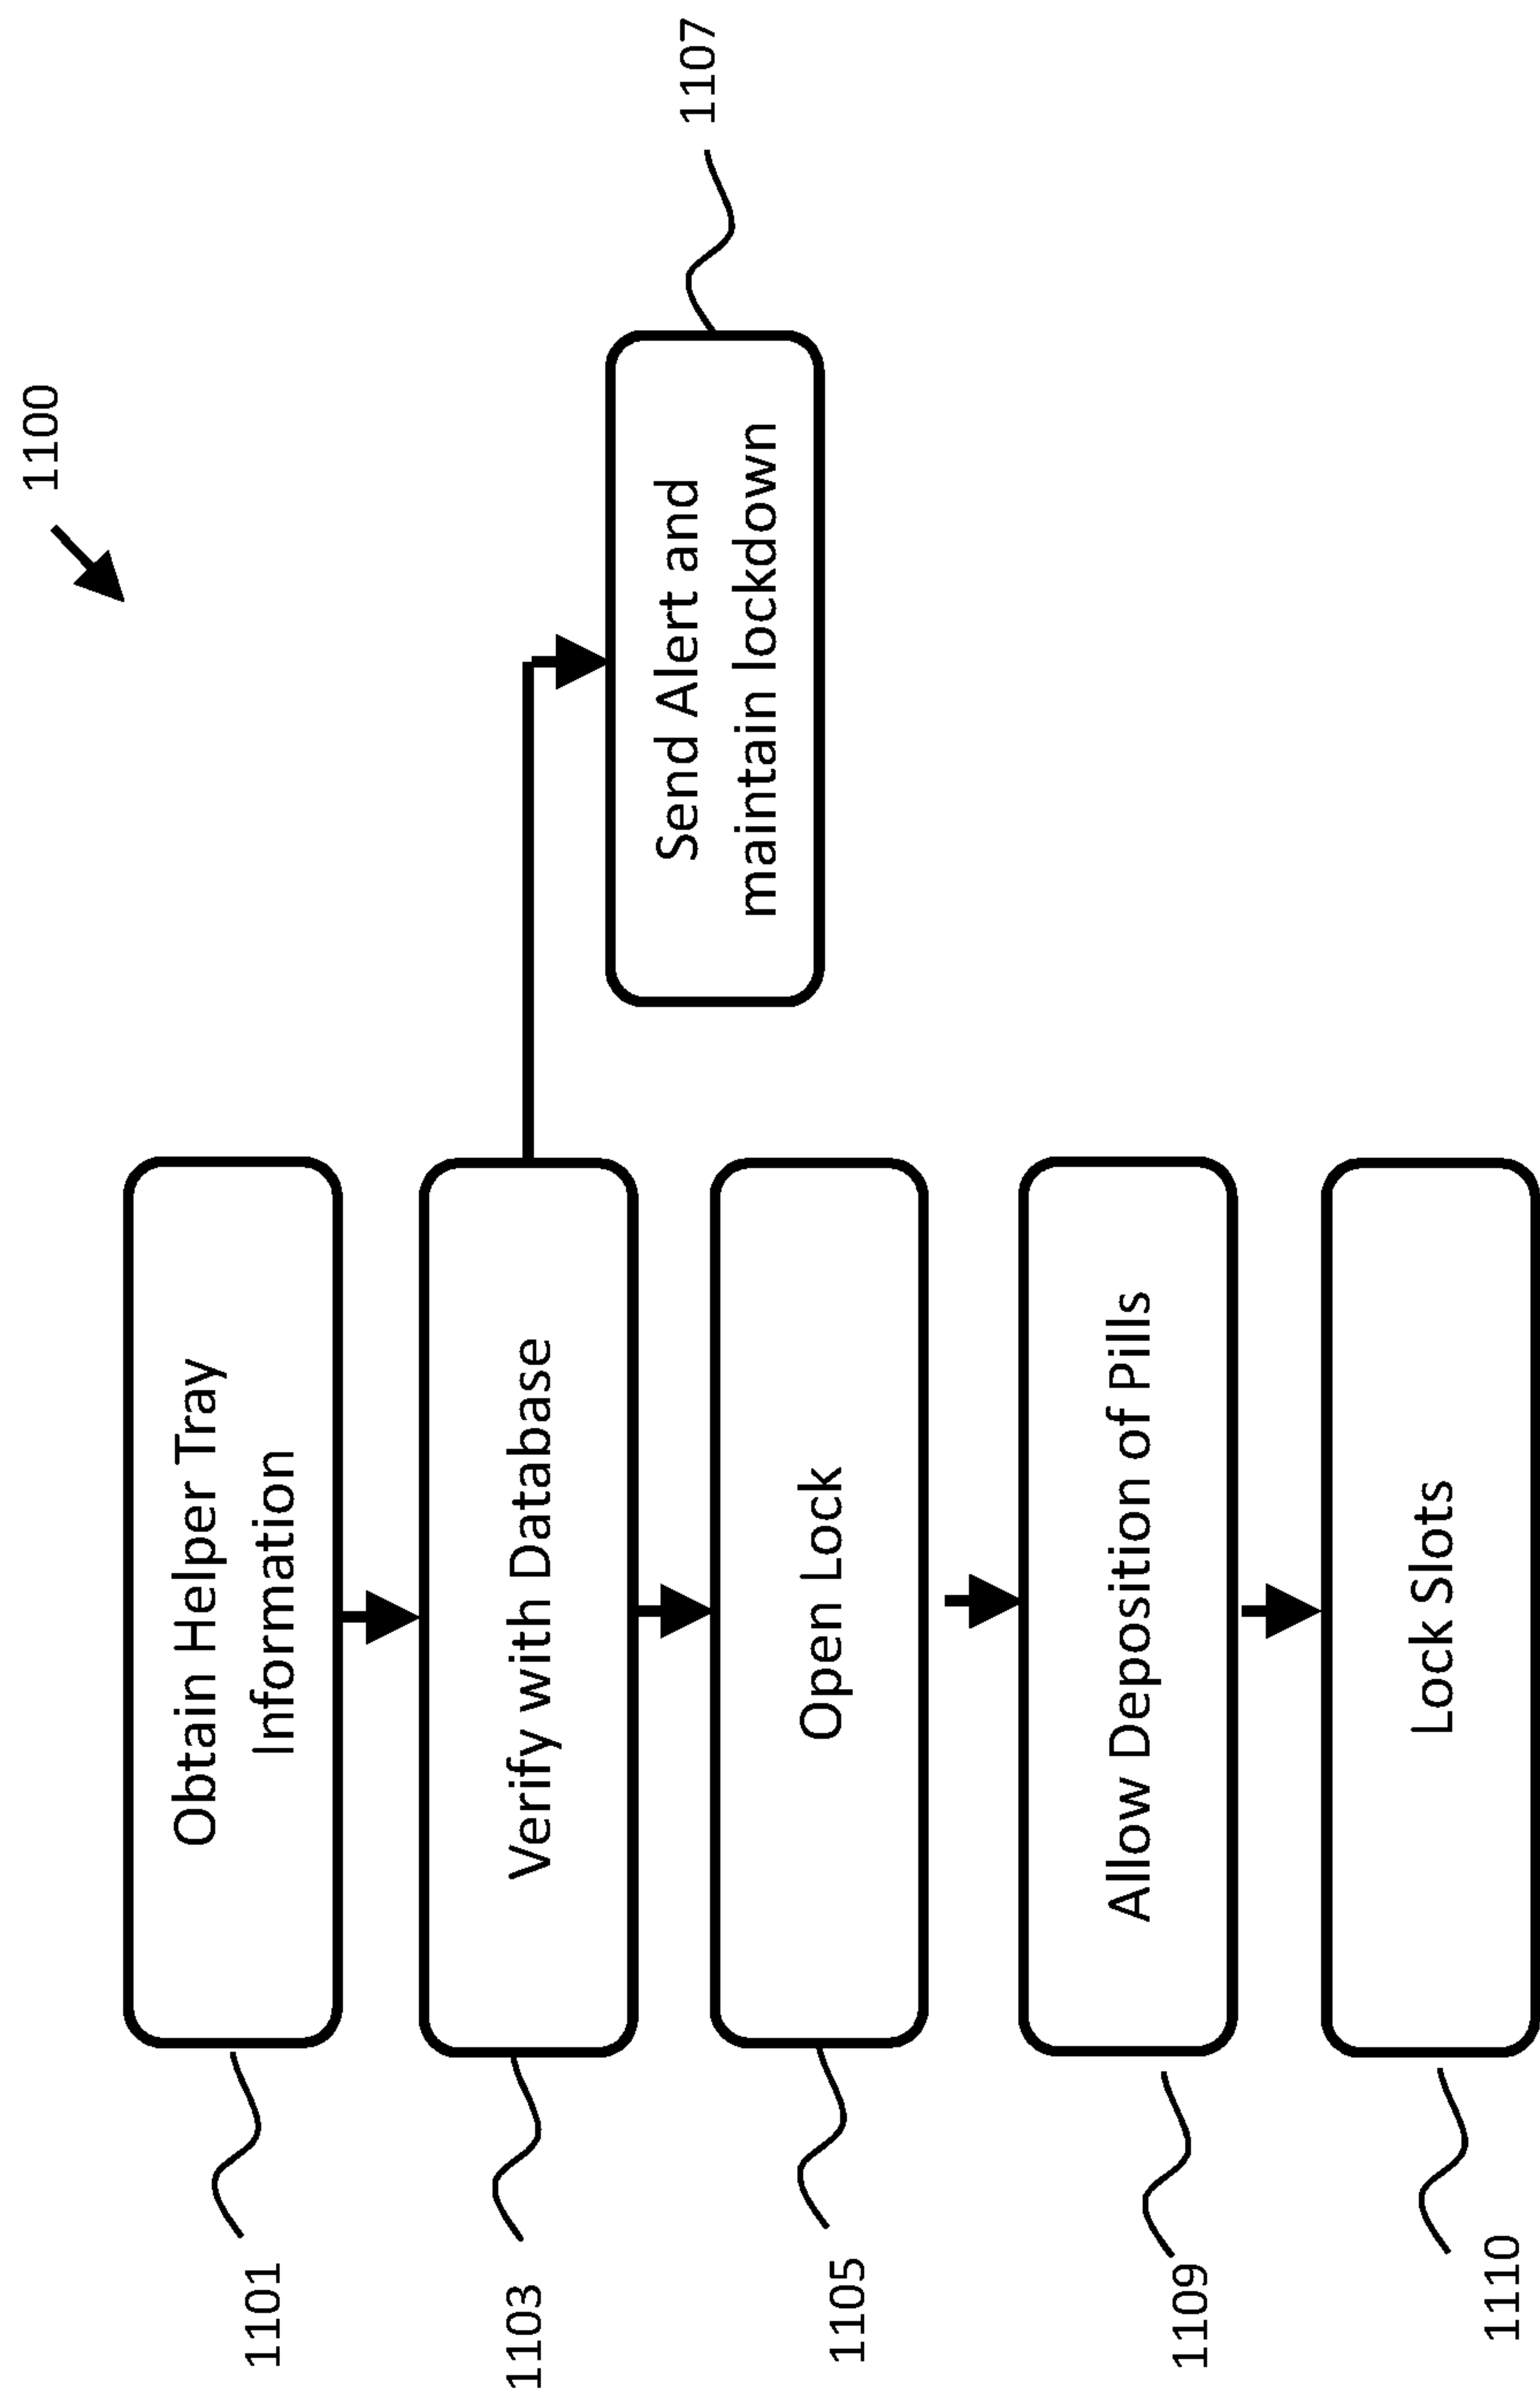 1100
1101
Obtain Helper Tray
Information
1103
Verify with Database
Send Alert and
maintain lockdown
1107
1105
Open Lock
1109
Allow Deposition of Pills
1110
Lock Slots